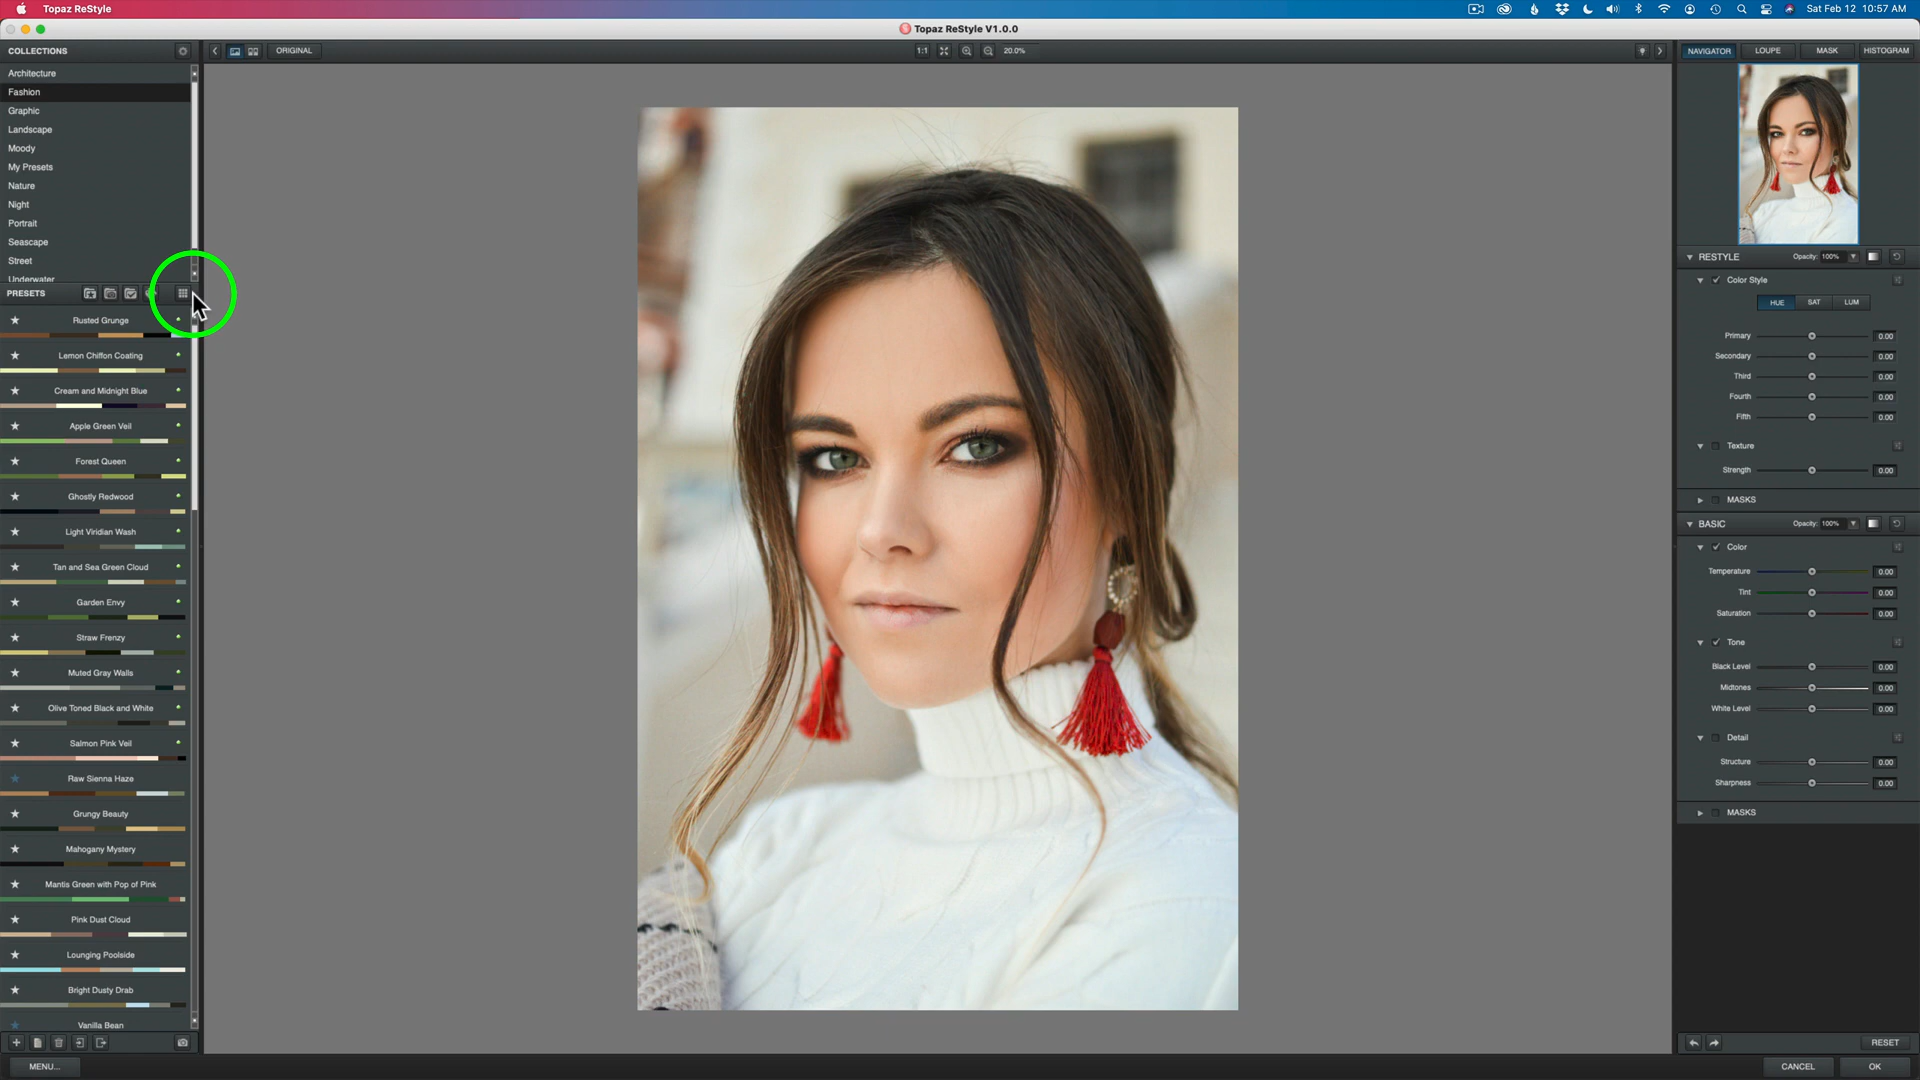 Topaz ReStyle
Sat Feb 12 10:57 AM
Topaz ReStyle V1.0.0
COLLECTIONS
ORIGINAL
1:1
20.0%
NAVIGATOR
LOUPE
MASK
HISTOGRAM
Architecture
Fashion
Graphic
Landscape
Moody
My Presets
Nature
Night
Portrait
Seascape
Street
Underwater
PRESETS
Rusted Grunge
Lemon Chiffon Coating
Cream and Midnight Blue
Apple Green Veil
Forest Queen
Ghostly Redwood
Light Viridian Wash
Tan and Sea Green Cloud
Garden Envy
Straw Frenzy
Muted Gray Walls
Olive Toned Black and White
Salmon Pink Veil
Raw Sienna Haze
Grungy Beauty
Mahogany Mystery
Mantis Green with Pop of Pink
Pink Dust Cloud
Lounging Poolside
Bright Dusty Drab
Vanilla Bean
MENU...
RESTYLE Opacity: 100%
Color Style
HUE SAT LUM
Primary 0.00
Secondary 0.00
Third 0.00
Fourth 0.00
Fifth 0.00
Texture
Strength 0.00
MASKS
BASIC Opacity: 100%
Color
Temperature 0.00
Tint 0.00
Saturation 0.00
Tone
Black Level 0.00
Midtones 0.00
White Level 0.00
Detail
Structure 0.00
Sharpness 0.00
MASKS
RESET
CANCEL
OK